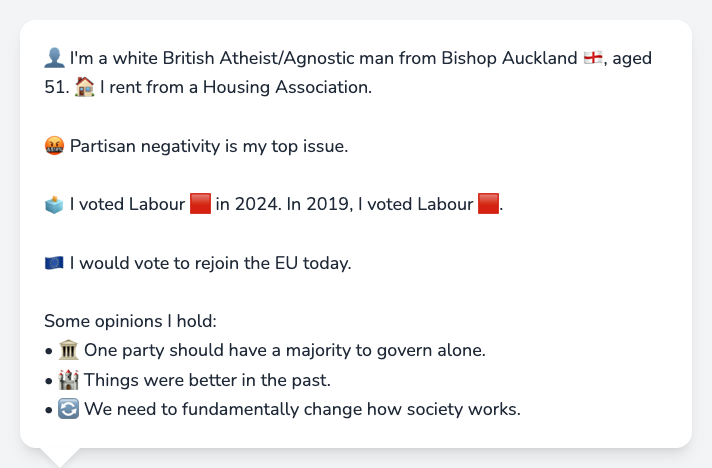 👤 I'm a white British Atheist/Agnostic man from Bishop Auckland 🏴󠁧󠁢󠁥󠁮󠁧󠁿, aged
51. 🏠 I rent from a Housing Association.
🤬 Partisan negativity is my top issue.
🗳️ I voted Labour 🟥 in 2024. In 2019, I voted Labour 🟥.
🇪🇺 I would vote to rejoin the EU today.
Some opinions I hold:
• 🏛️ One party should have a majority to govern alone.
• 🏰 Things were better in the past.
• 🔄 We need to fundamentally change how society works.